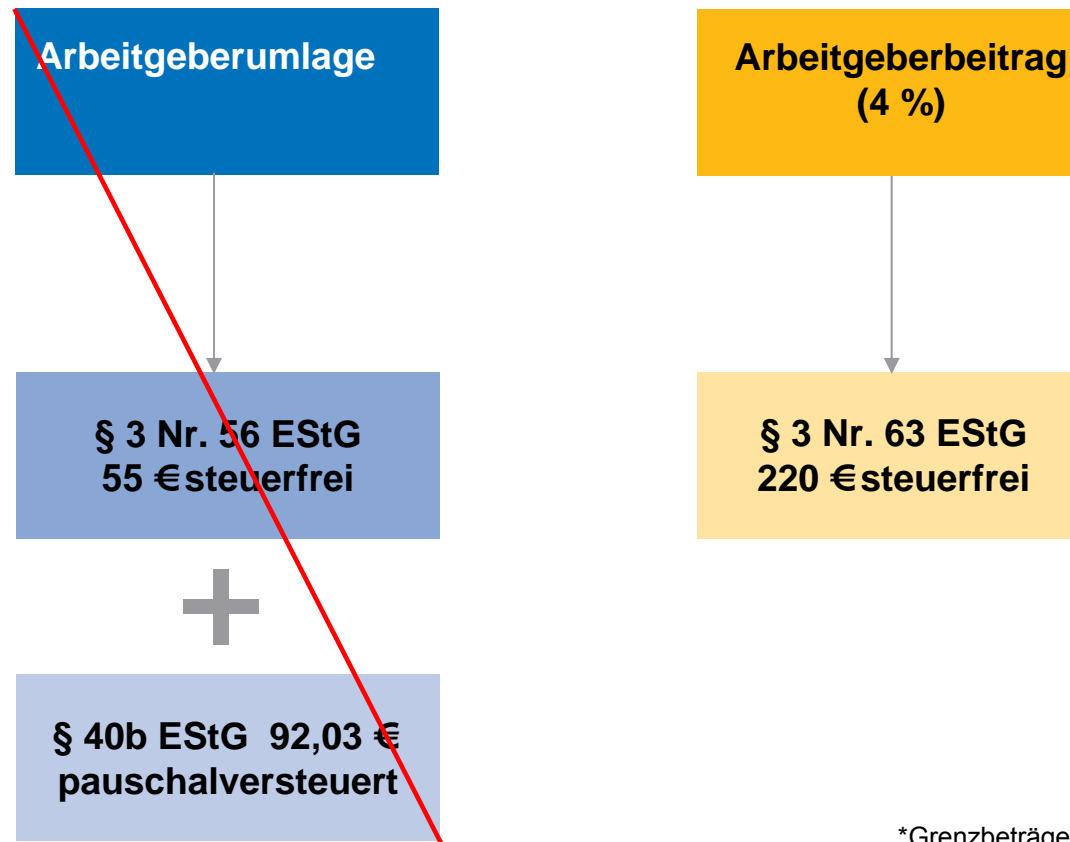 Arbeitgeberumlage
Arbeitgeberbeitrag
(4 %)
§ 3 Nr. 56 EStG
55 € steuerfrei
§ 3 Nr. 63 EStG
220 € steuerfrei
+
§ 40b EStG 92,03 €
pauschalversteuert
*Grenzbeträge